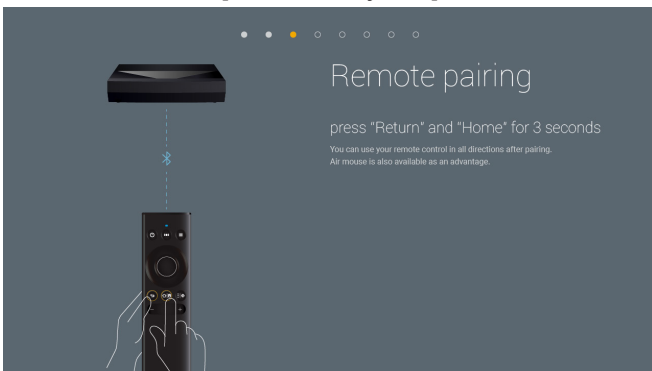 Remote pairing
press "Return" and "Home" for 3 seconds
You can use your remote control in all directions after pairing.
Air mouse is also available as an advantage.